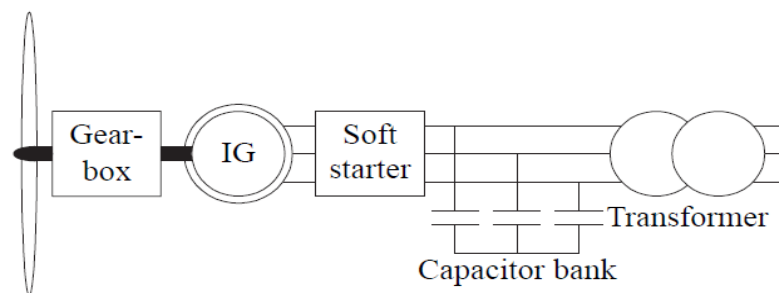 Gear-
box
IG
Soft
starter
Transformer
Capacitor bank